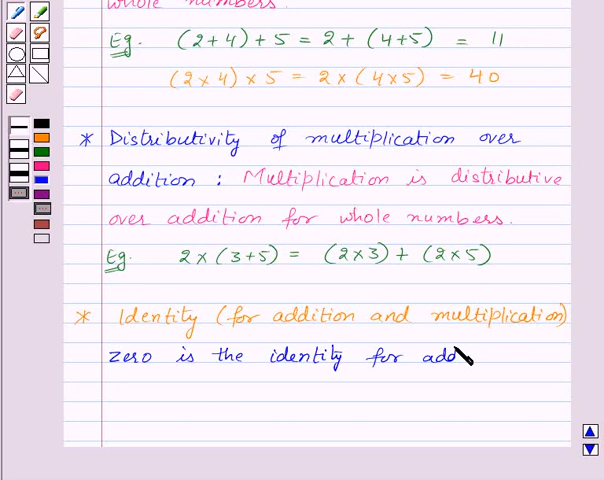 whole numbers.
Eg. (2+4)+5 = 2+(4+5) = 11
(2×4)×5 = 2×(4×5) = 40
* Distributivity of multiplication over
addition : Multiplication is distributive
over addition for whole numbers.
Eg. 2×(3+5) = (2×3)+(2×5)
* Identity (for addition and multiplication)
zero is the identity for add